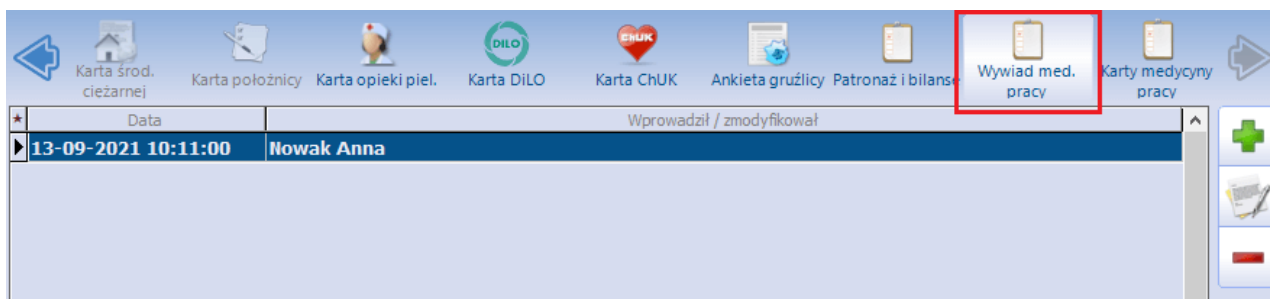 Karta środ.
ciężarnej
Karta położnicy
Karta opieki piel.
DILO
Karta DiLO
ChUK
Karta ChUK
Ankieta gruźlicy
Patronaż i bilanse
Wywiad med.
pracy
Karty medycyny
pracy
* Data Wprowadził / zmodyfikował
13-09-2021 10:11:00 Nowak Anna